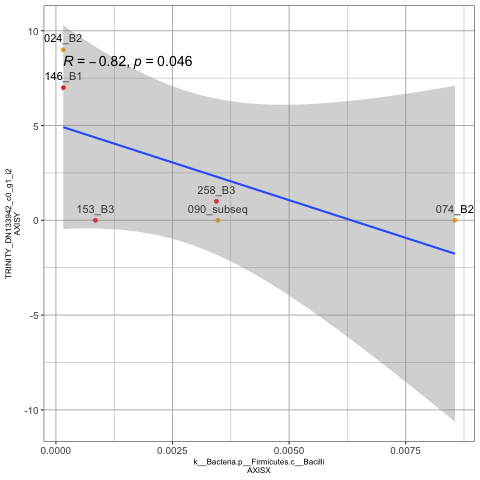 024_B2
R = −0.82, p = 0.046
146_B1
258_B3
153_B3
090_subseq
074_B2
10
5
0
-5
-10
TRINITY_DN133942_c0_g1_i2
AXISY
0.0000
0.0025
0.0050
0.0075
k__Bacteria.p__Firmicutes.c__Bacilli
AXISX